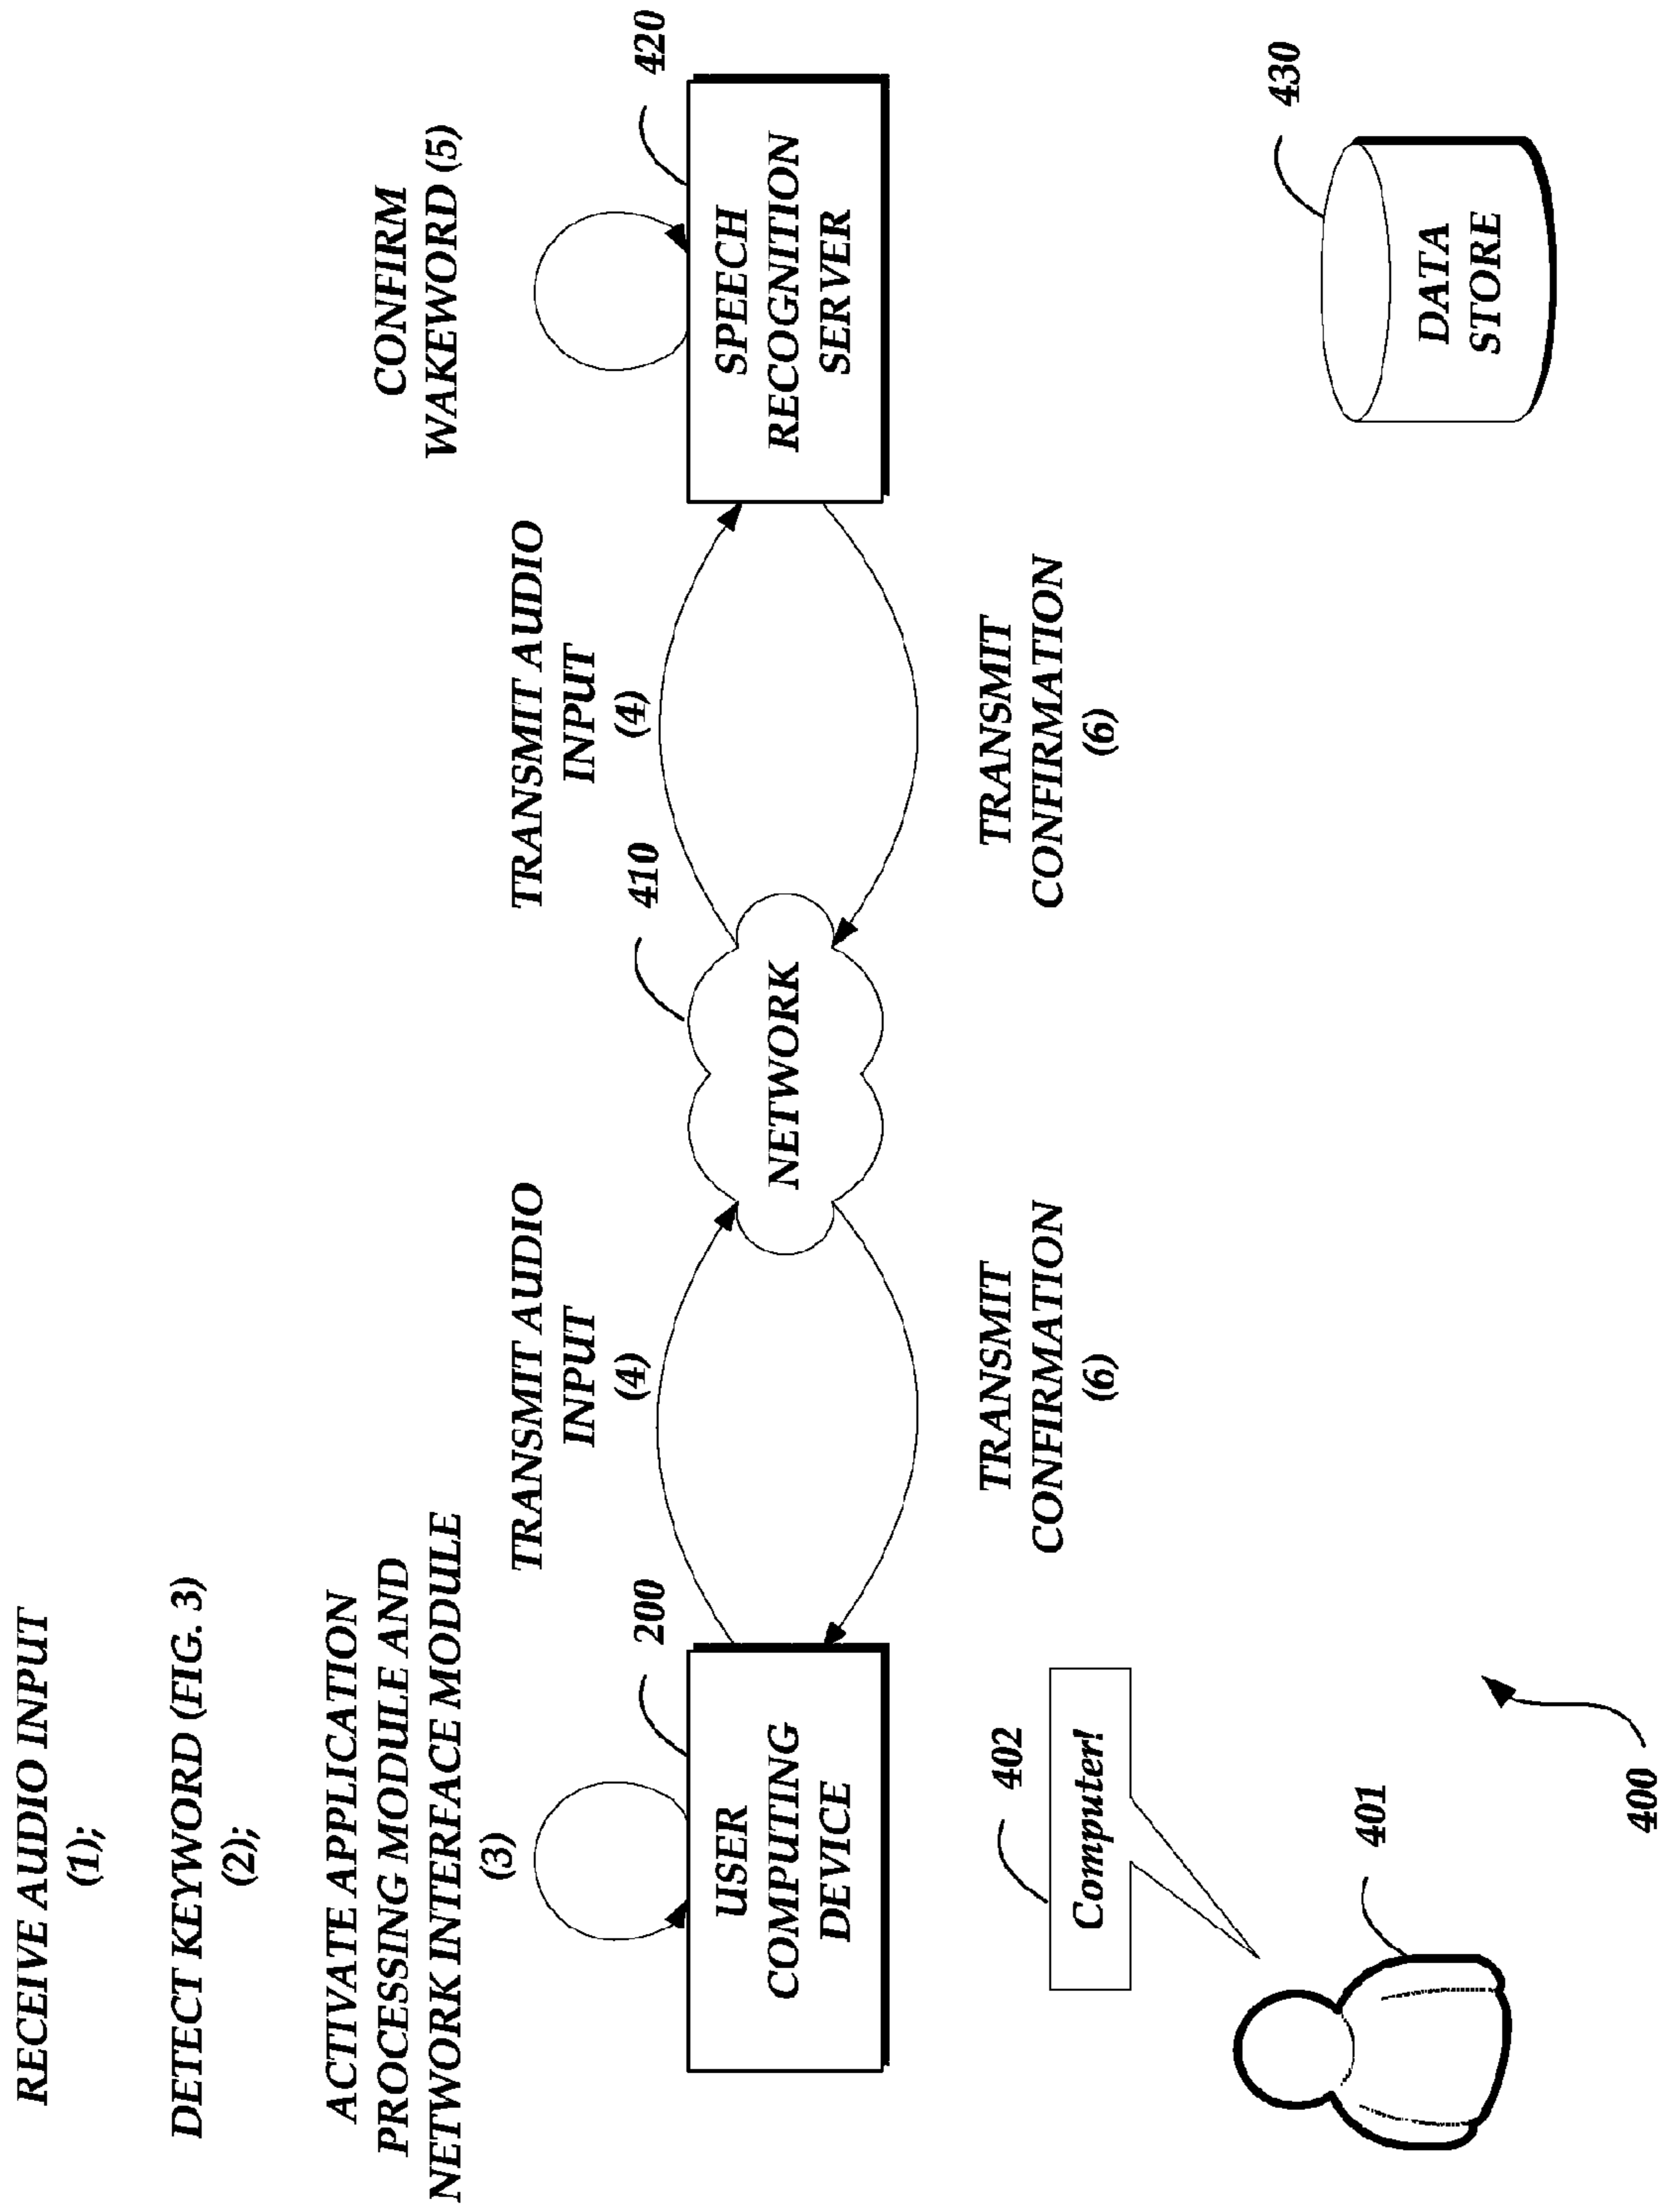 RECEIVE AUDIO INPUT
(1);
DETECT KEYWORD (FIG. 3)
(2);
ACTIVATE APPLICATION
PROCESSING MODULE AND
NETWORK INTERFACE MODULE
(3)
CONFIRM
WAKEWORD (5)
TRANSMIT AUDIO
INPUT
(4)
TRANSMIT AUDIO
INPUT
(4)
200
410
420
USER
COMPUTING
DEVICE
NETWORK
SPEECH
RECOGNITION
SERVER
TRANSMIT
CONFIRMATION
(6)
TRANSMIT
CONFIRMATION
(6)
402
Computer!
401
430
DATA
STORE
400